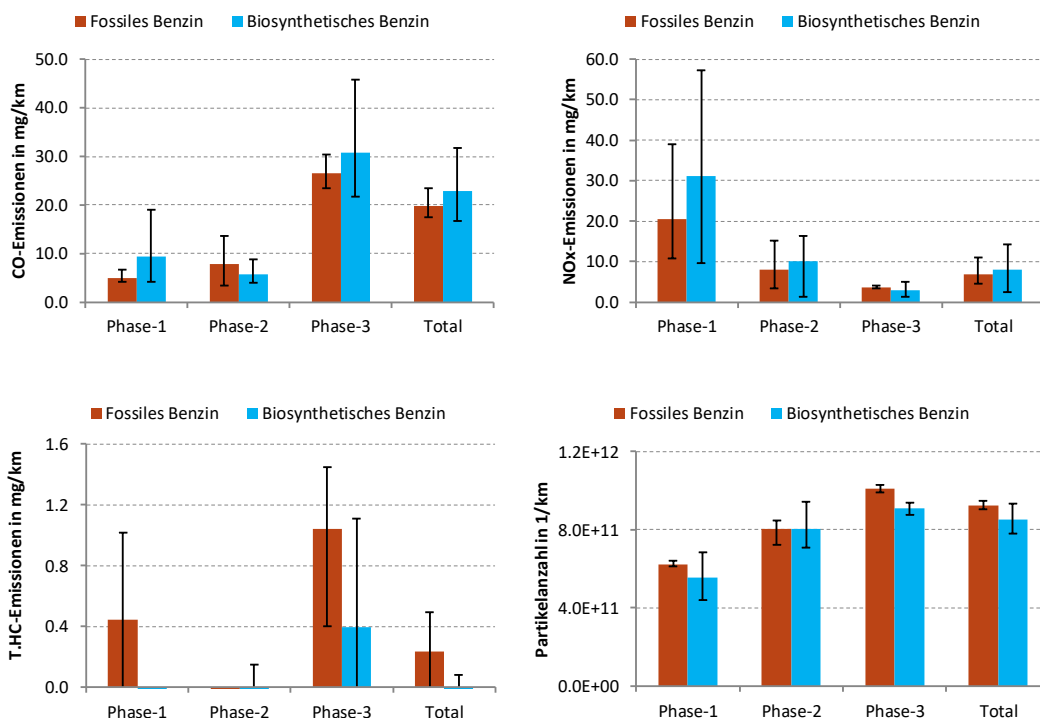 Fossiles Benzin Biosynthetisches Benzin
CO-Emissionen in mg/km
50.0
40.0
30.0
20.0
10.0
0.0
Phase-1 Phase-2 Phase-3 Total
Fossiles Benzin Biosynthetisches Benzin
NOx-Emissionen in mg/km
60.0
50.0
40.0
30.0
20.0
10.0
0.0
Phase-1 Phase-2 Phase-3 Total
Fossiles Benzin Biosynthetisches Benzin
T.HC-Emissionen in mg/km
1.6
1.2
0.8
0.4
0.0
Phase-1 Phase-2 Phase-3 Total
Fossiles Benzin Biosynthetisches Benzin
Partikelanzahl in 1/km
1.2E+12
8.0E+11
4.0E+11
0.0E+00
Phase-1 Phase-2 Phase-3 Total